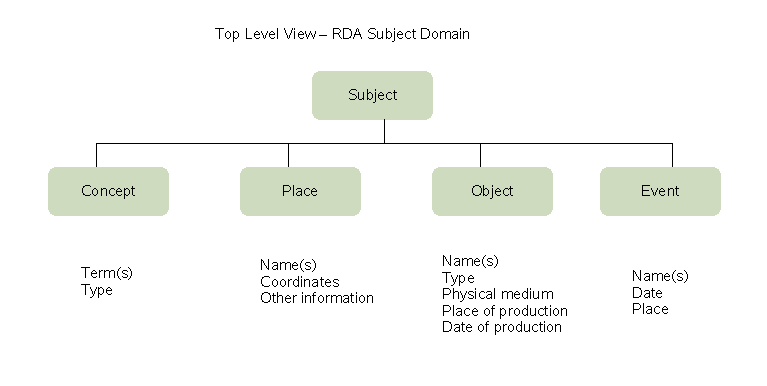 Top Level View – RDA Subject Domain
Subject
Concept
Place
Object
Event
Term(s)
Type
Name(s)
Coordinates
Other information
Name(s)
Type
Physical medium
Place of production
Date of production
Name(s)
Date
Place